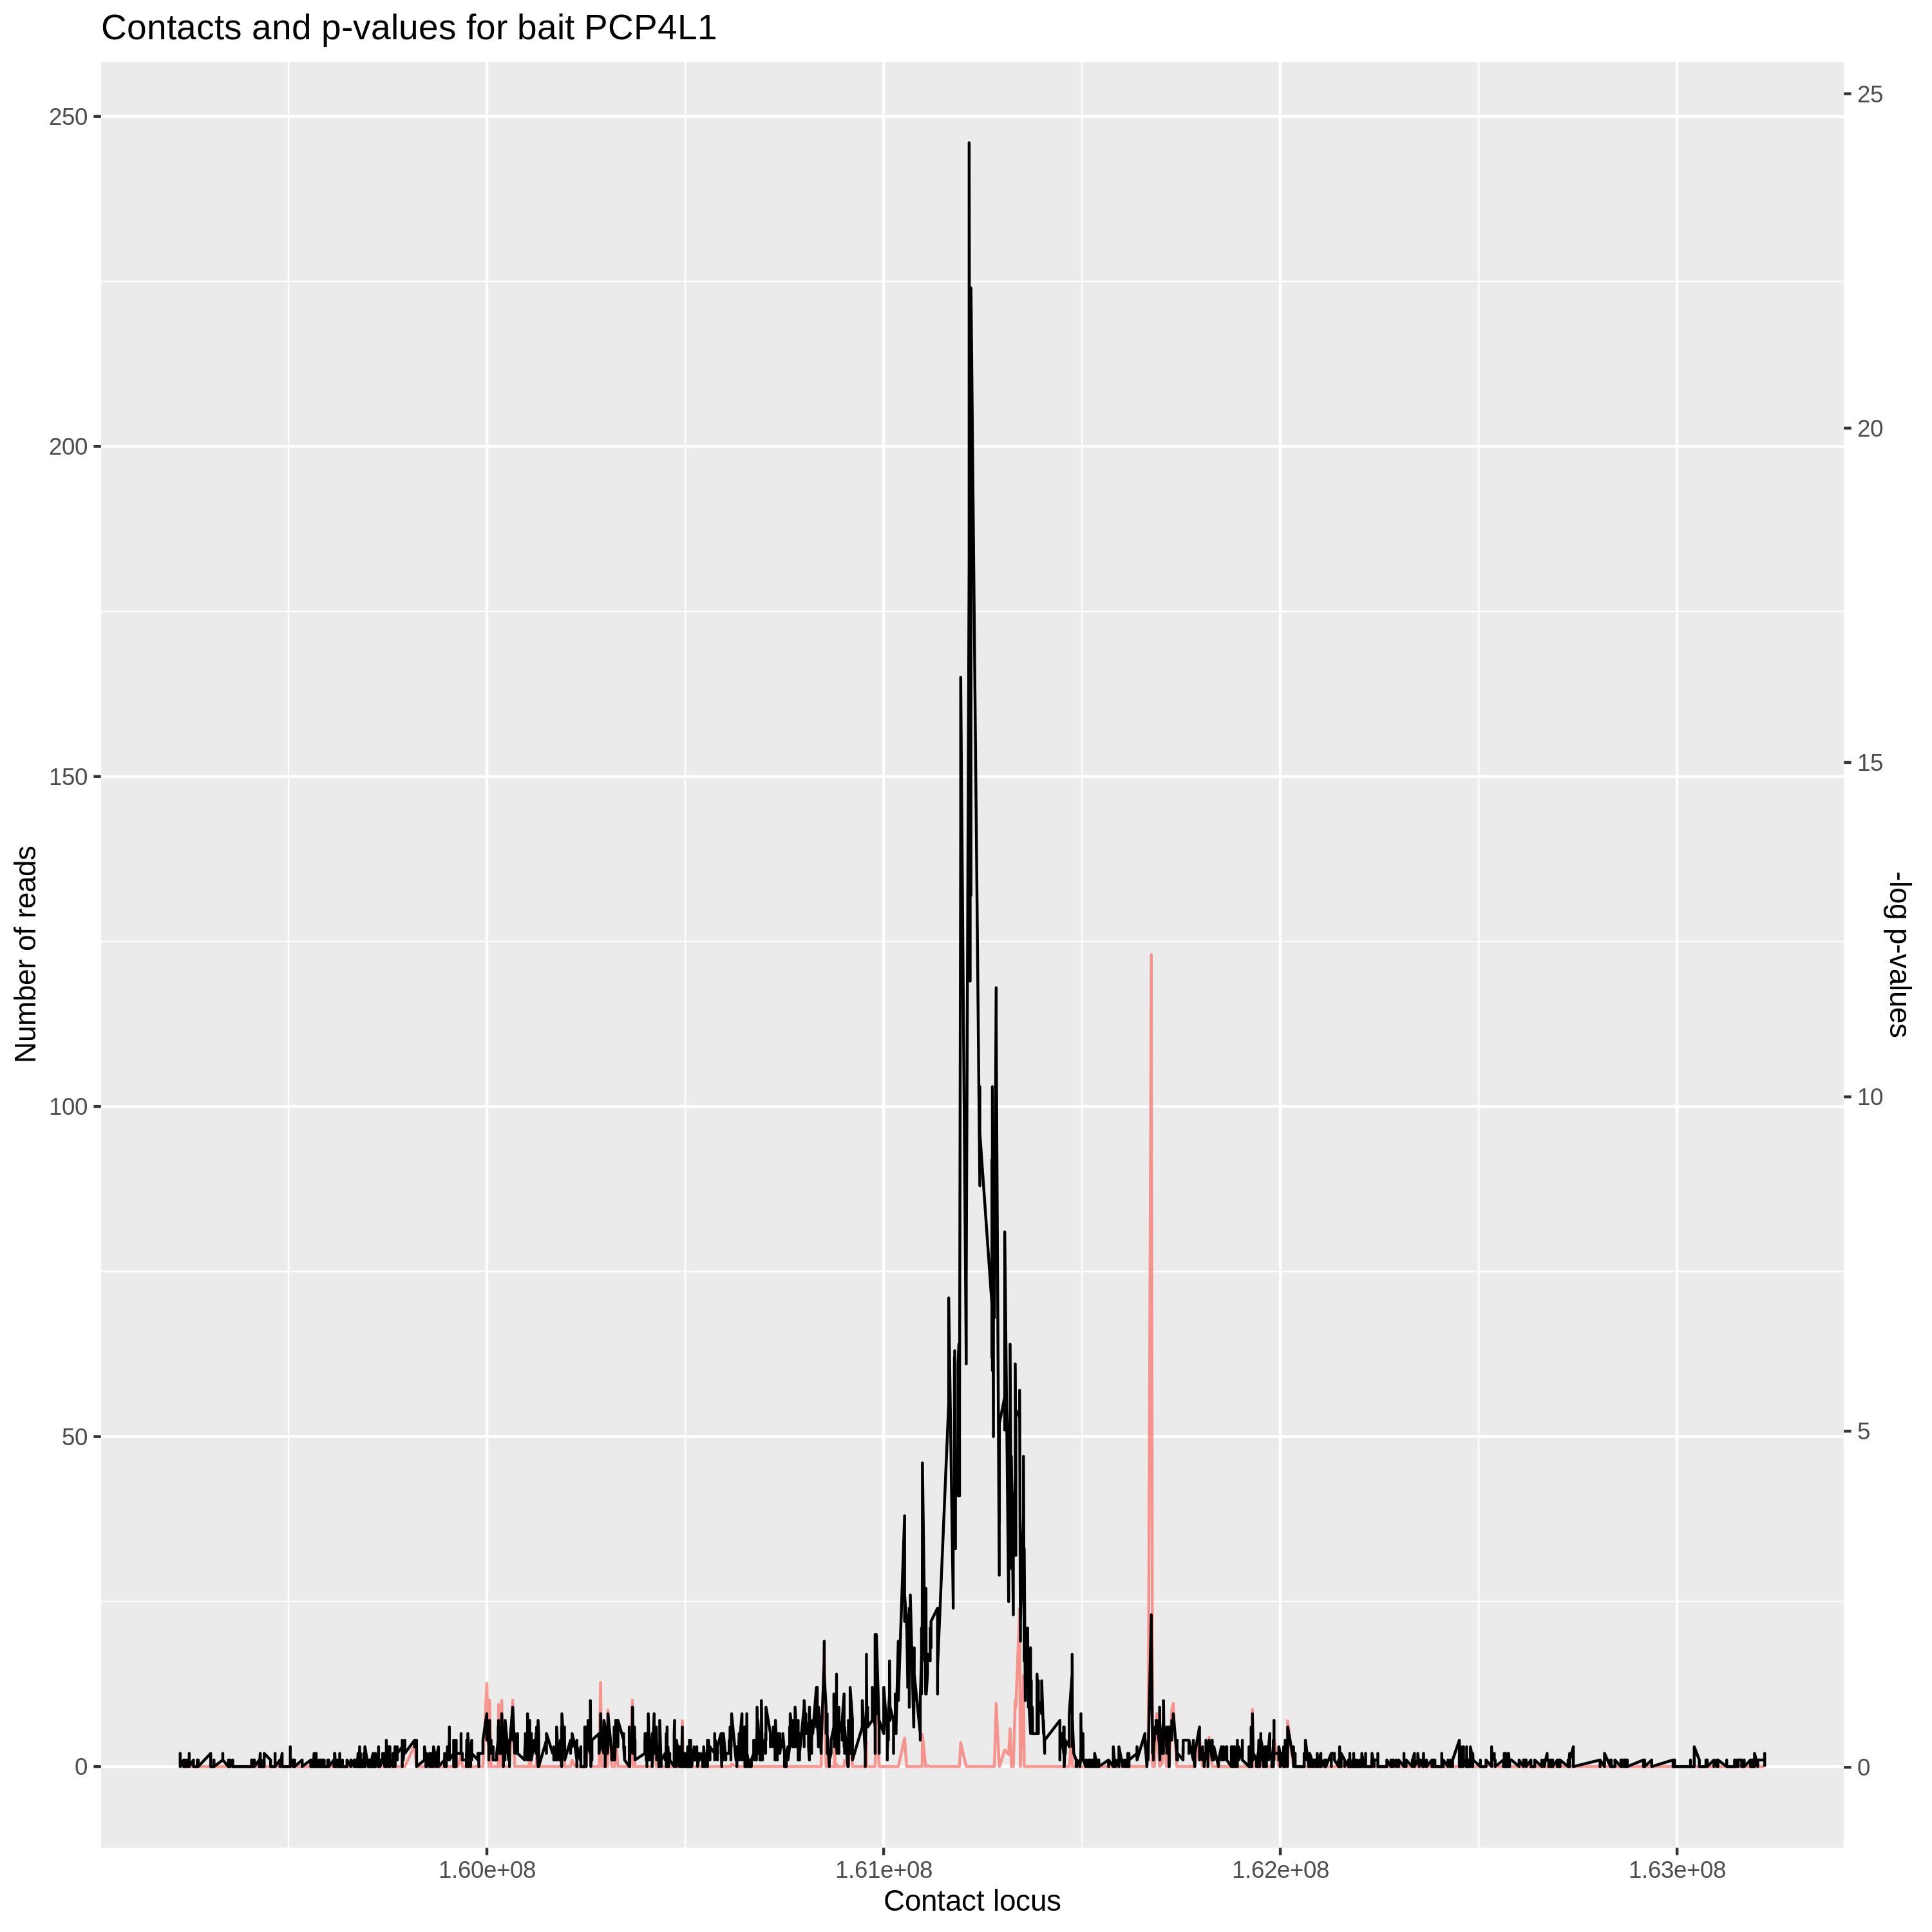 Contacts and p-values for bait PCP4L1
250
200
150
100
50
0
25
20
15
10
5
0
Number of reads
-log p-values
1.60e+08
1.61e+08
1.62e+08
1.63e+08
Contact locus